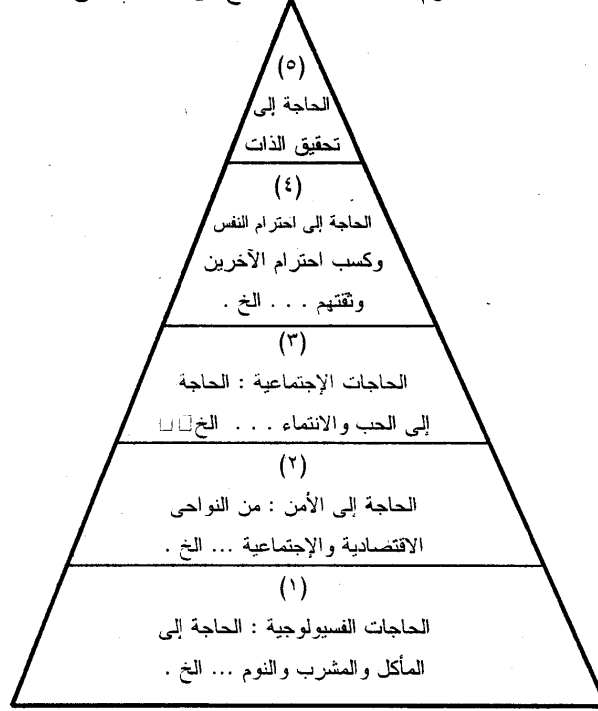 (٥)
الحاجة إلى
تحقيق الذات
(٤)
الحاجة إلى احترام النفس
وكسب احترام الآخرين
وثقتهم . . . الخ .
(٣)
الحاجات الإجتماعية : الحاجة
إلى الحب والانتماء . . . الخ
(٢)
الحاجة إلى الأمن : من النواحى
الاقتصادية والإجتماعية ... الخ .
(١)
الحاجات الفسيولوجية : الحاجة إلى
المأكل والمشرب والنوم ... الخ .